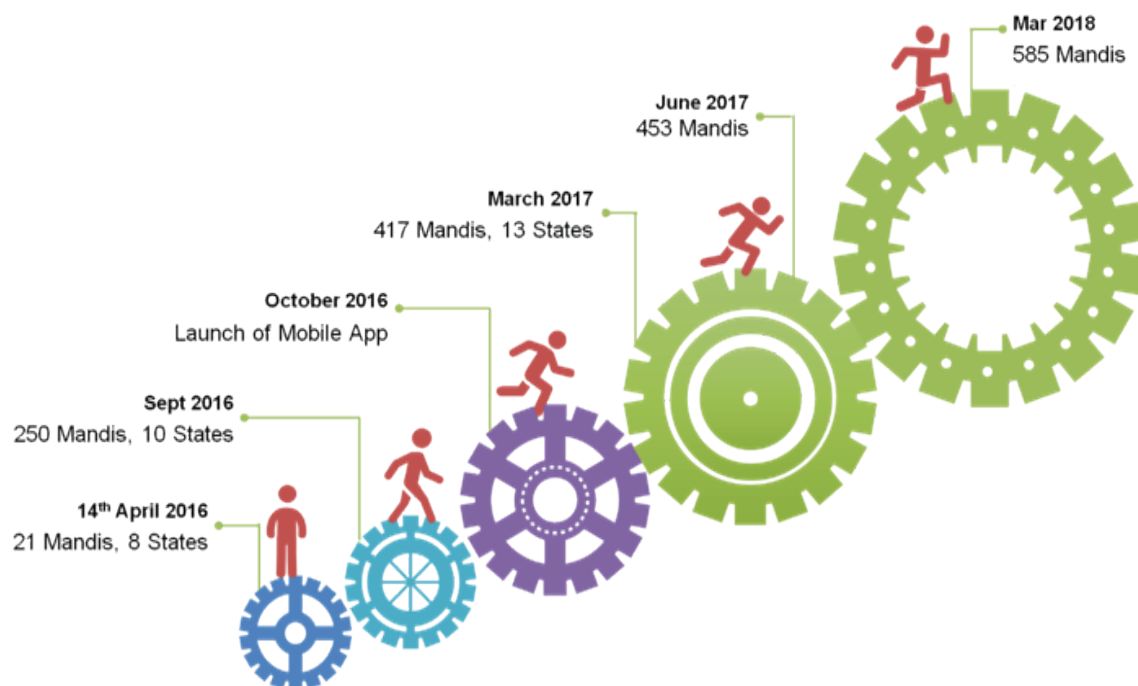 Mar 2018
585 Mandis
June 2017
453 Mandis
March 2017
417 Mandis, 13 States
October 2016
Launch of Mobile App
Sept 2016
250 Mandis, 10 States
14th April 2016
21 Mandis, 8 States